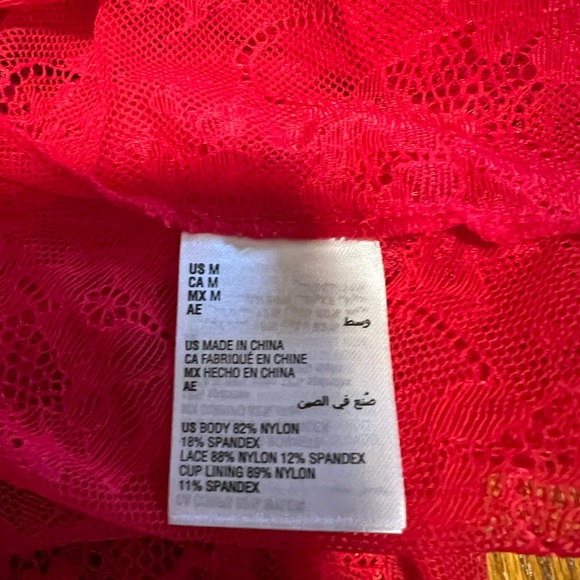 US M
CA M
MX M
AE
وسط
US MADE IN CHINA
CA FABRIQUÉ EN CHINE
MX HECHO EN CHINA
AE
صُنع في الصين
US BODY 82% NYLON
18% SPANDEX
LACE 88% NYLON 12% SPANDEX
CUP LINING 89% NYLON
11% SPANDEX